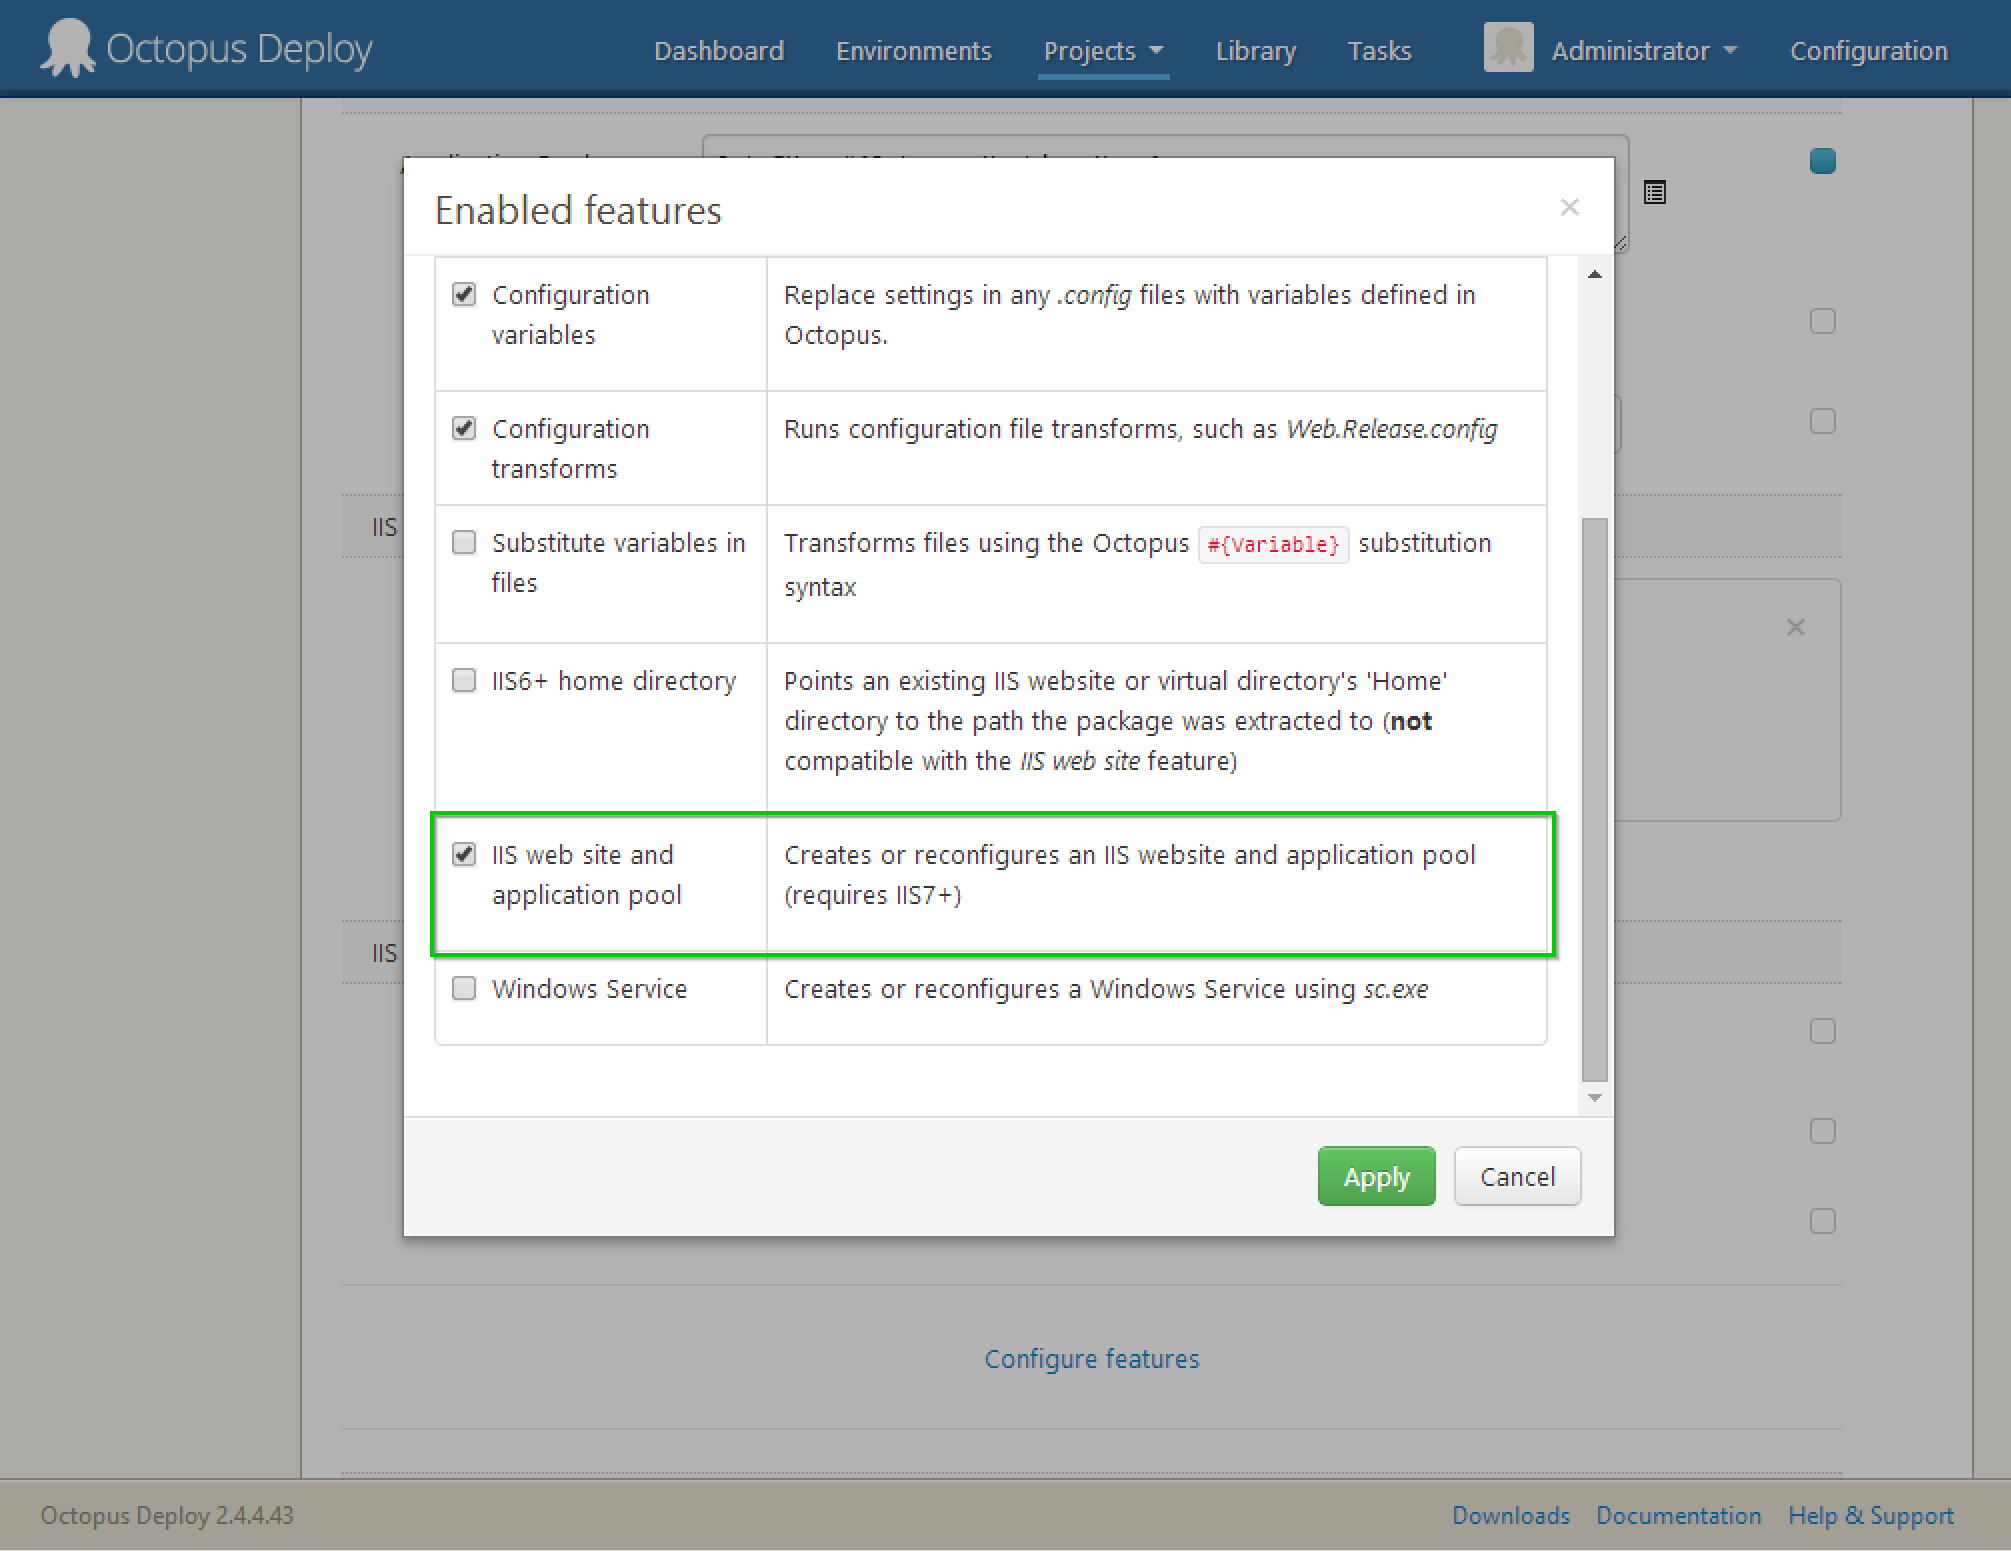 Octopus Deploy
Dashboard
Environments
Projects
Library
Tasks
Administrator
Configuration
Enabled features
×
Configuration variables
Replace settings in any .config files with variables defined in
Octopus.
Configuration
transforms
Runs configuration file transforms, such as Web.Release.config
Substitute variables in
files
Transforms files using the Octopus #{Variable} substitution
syntax
IIS6+ home directory
Points an existing IIS website or virtual directory's 'Home'
directory to the path the package was extracted to (not
compatible with the IIS web site feature)
IIS web site and
application pool
Creates or reconfigures an IIS website and application pool
(requires IIS7+)
Windows Service
Creates or reconfigures a Windows Service using sc.exe
IIS
IIS
Apply
Cancel
Configure features
Octopus Deploy 2.4.4.43
Downloads
Documentation
Help & Support